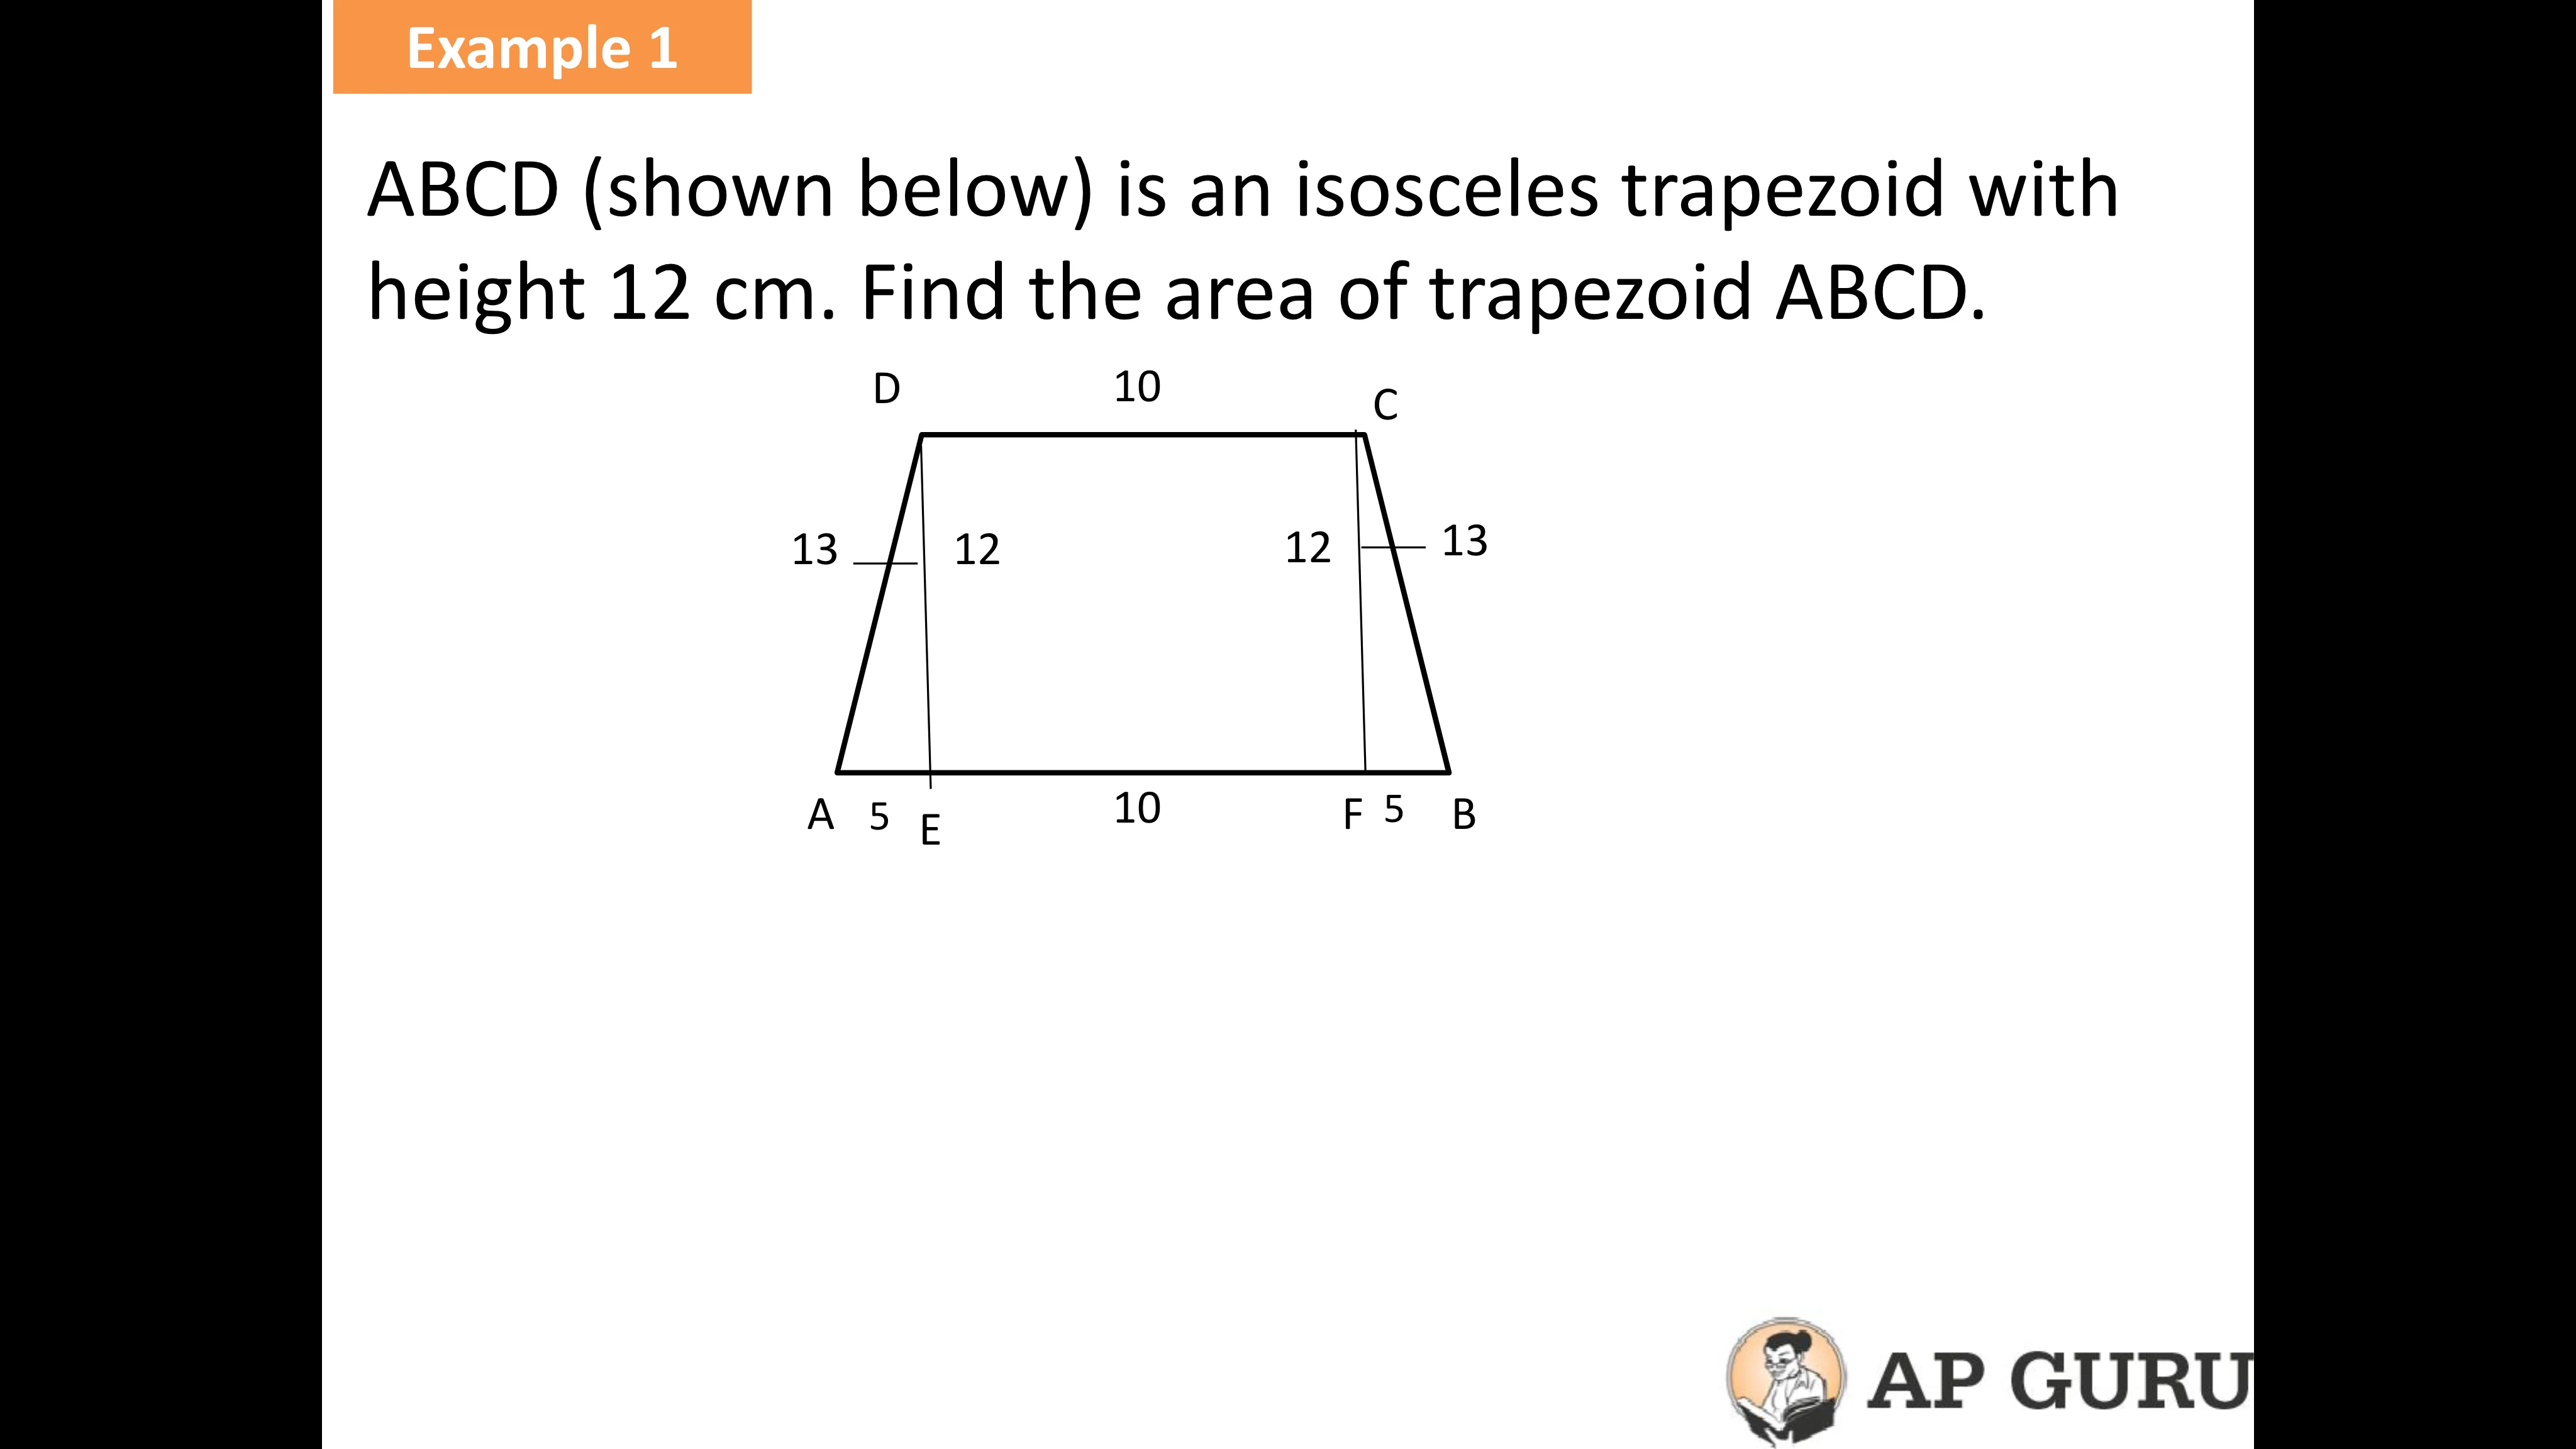 Example 1
ABCD (shown below) is an isosceles trapezoid with
height 12 cm. Find the area of trapezoid ABCD.
D 10 C
13 12 12 13
A 5 E 10 F 5 B
AP GURU